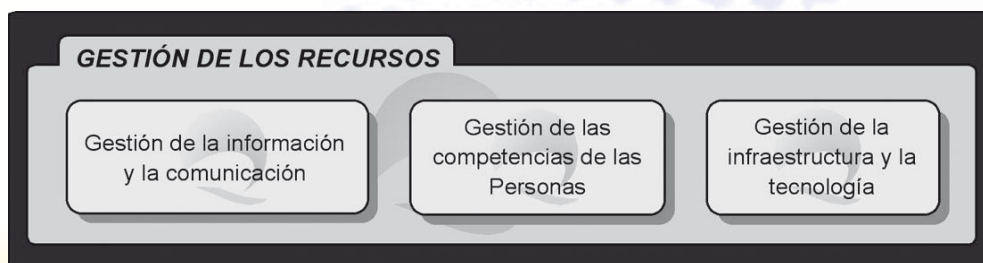 GESTIÓN DE LOS RECURSOS
Gestión de la información
y la comunicación
Gestión de las
competencias de las
Personas
Gestión de la
infraestructura y la
tecnología